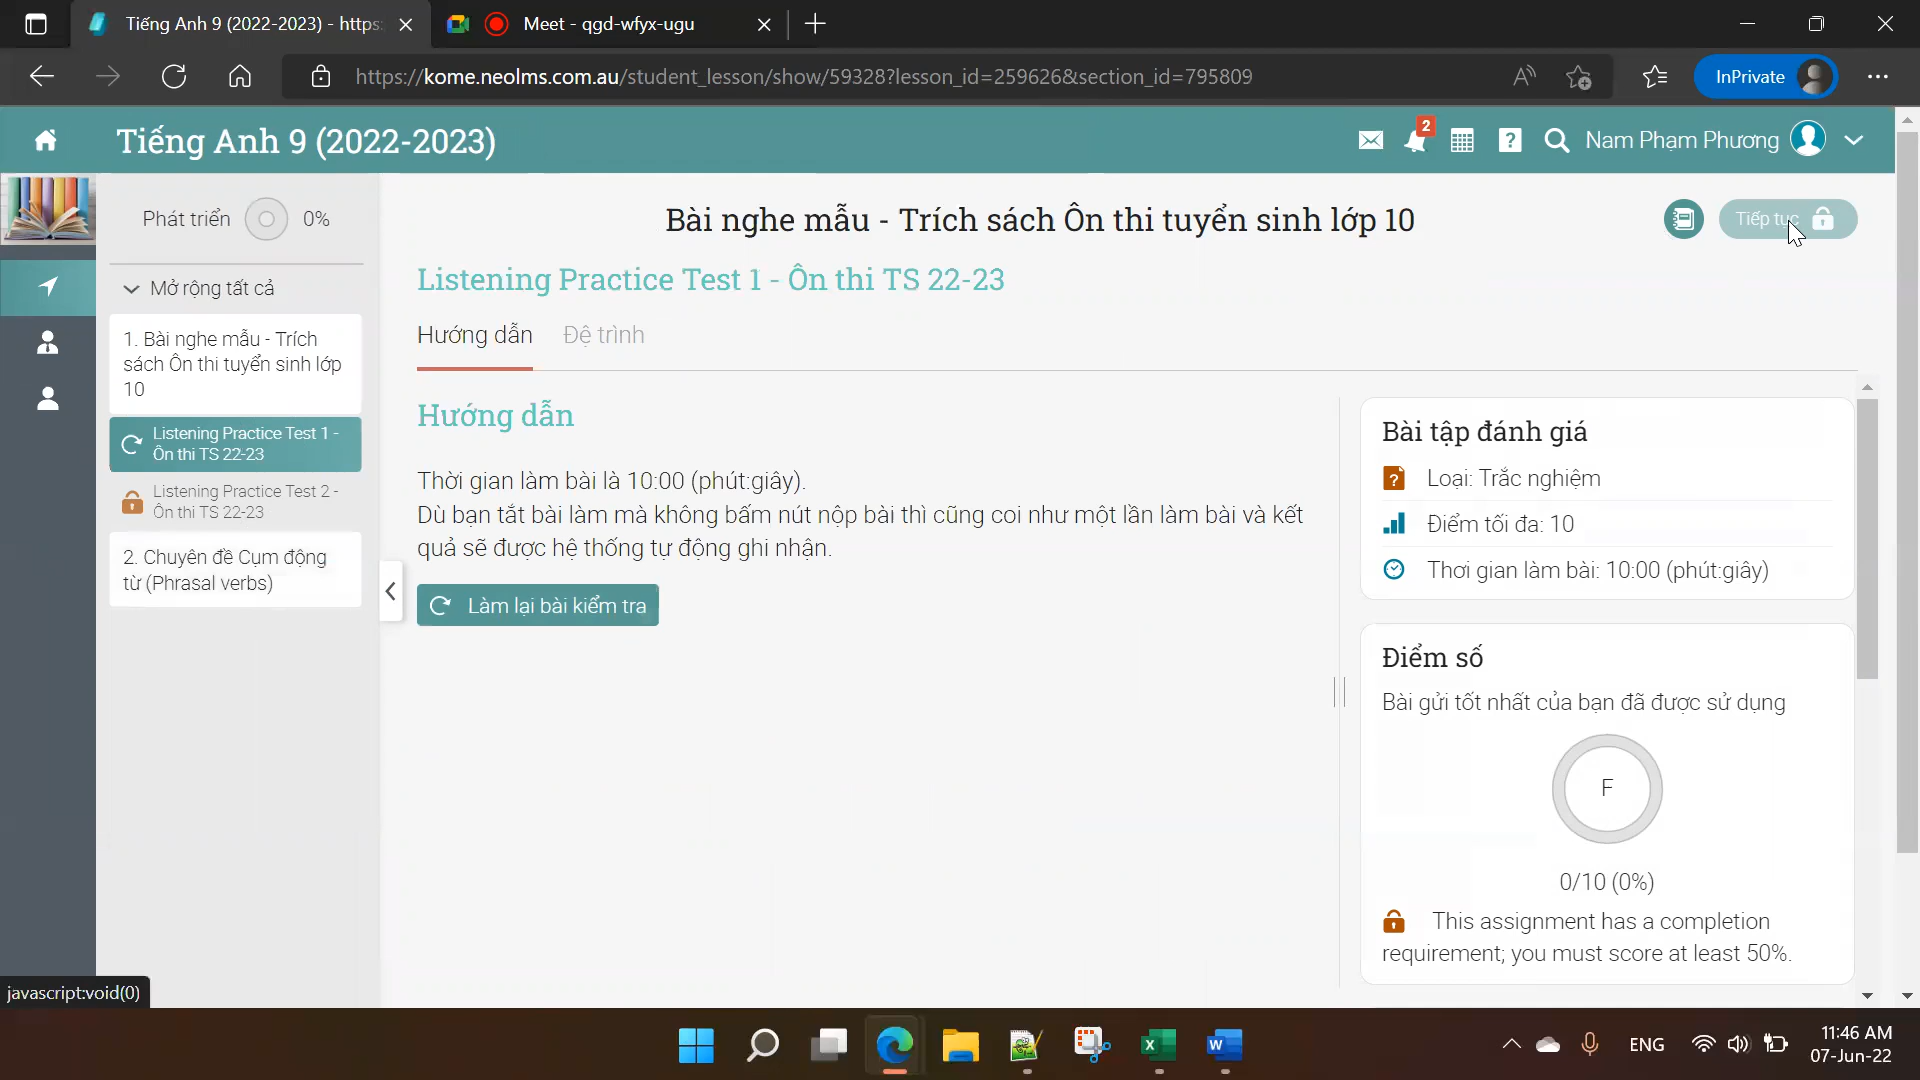 Tiếng Anh 9 (2022-2023) - https:
Meet - qgd-wfyx-ugu
https://kome.neolms.com.au/student_lesson/show/59328?lesson_id=259626&section_id=795809
InPrivate
Tiếng Anh 9 (2022-2023)
2
Nam Phạm Phương
Phát triển 0%
Bài nghe mẫu - Trích sách Ôn thi tuyển sinh lớp 10
Tiếp tục
Mở rộng tất cả
1. Bài nghe mẫu - Trích
sách Ôn thi tuyển sinh lớp
10
Listening Practice Test 1 -
Ôn thi TS 22-23
Listening Practice Test 2 -
Ôn thi TS 22-23
2. Chuyên đề Cụm động
từ (Phrasal verbs)
Listening Practice Test 1 - Ôn thi TS 22-23
Hướng dẫn Đệ trình
Hướng dẫn
Thời gian làm bài là 10:00 (phút:giây).
Dù bạn tắt bài làm mà không bấm nút nộp bài thì cũng coi như một lần làm bài và kết
quả sẽ được hệ thống tự động ghi nhận.
Làm lại bài kiểm tra
Bài tập đánh giá
Loại: Trắc nghiệm
Điểm tối đa: 10
Thơi gian làm bài: 10:00 (phút:giây)
Điểm số
Bài gửi tốt nhất của bạn đã được sử dụng
F
0/10 (0%)
This assignment has a completion
requirement; you must score at least 50%.
javascript:void(0)
ENG
11:46 AM
07-Jun-22